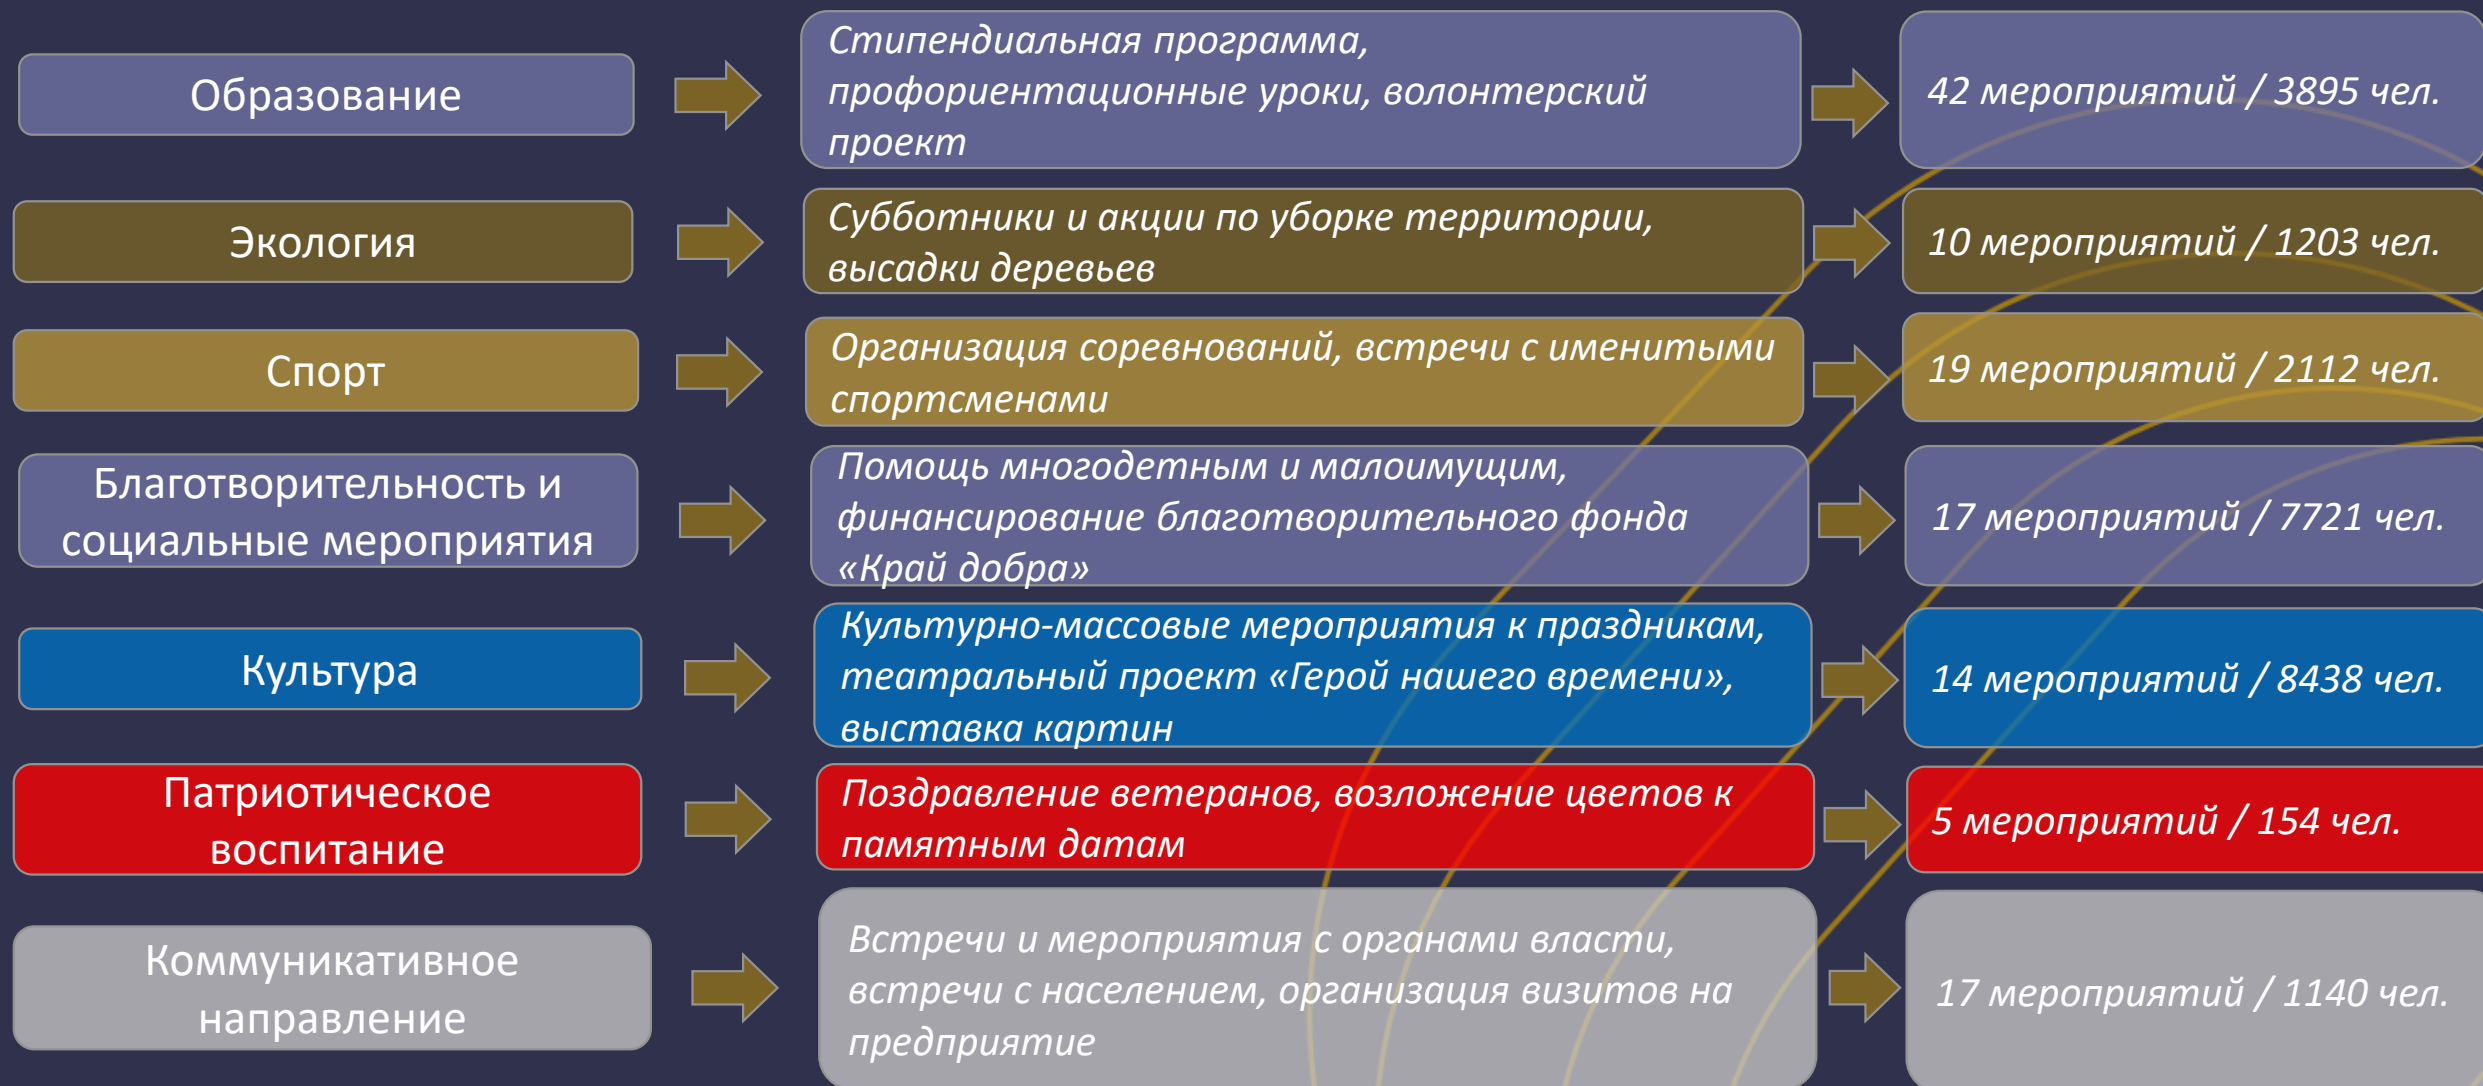 Образование
Стипендиальная программа,
профориентационные уроки, волонтерский
проект
42 мероприятий / 3895 чел.
Экология
Субботники и акции по уборке территории,
высадки деревьев
10 мероприятий / 1203 чел.
Спорт
Организация соревнований, встречи с именитыми
спортсменами
19 мероприятий / 2112 чел.
Благотворительность и
социальные мероприятия
Помощь многодетным и малоимущим,
финансирование благотворительного фонда
«Край добра»
17 мероприятий / 7721 чел.
Культура
Культурно-массовые мероприятия к праздникам,
театральный проект «Герой нашего времени»,
выставка картин
14 мероприятий / 8438 чел.
Патриотическое
воспитание
Поздравление ветеранов, возложение цветов к
памятным датам
5 мероприятий / 154 чел.
Коммуникативное
направление
Встречи и мероприятия с органами власти,
встречи с населением, организация визитов на
предприятие
17 мероприятий / 1140 чел.